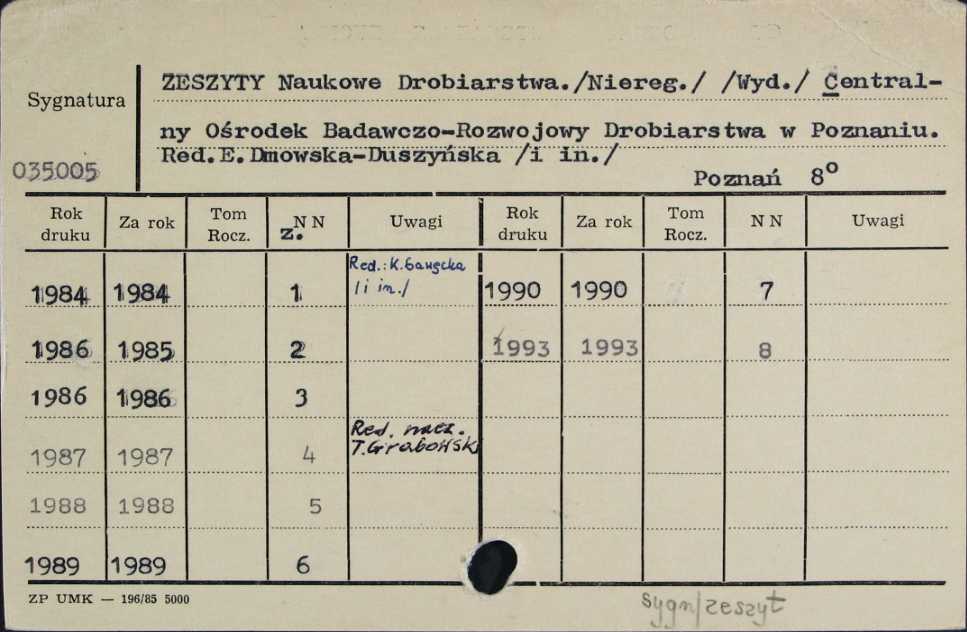 ZESZYTY Naukowe Drobiarstwa./Niereg./ /Wyd./ Central-
Sygnatura
ny Ośrodek Badawczo-Rozwojowy Drobiarstwa w Poznaniu.
Red.E.Dmowska-Duszyńska /i in./
035005
Poznań 8°
Rok druku Za rok Tom Rocz. N N z. Uwagi Rok druku Za rok Tom Rocz. N N Uwagi
Red.: K.Gawęcka
/i in./
1984 1984 1 1990 1990 7
1986 1985 2 1993 1993 8
1986 1986 3
Red. nacz.
T.Grabowski
1987 1987 4
1988 1988 5
1989 1989 6
ZP UMK — 196/85 5000
sygn/zeszyt